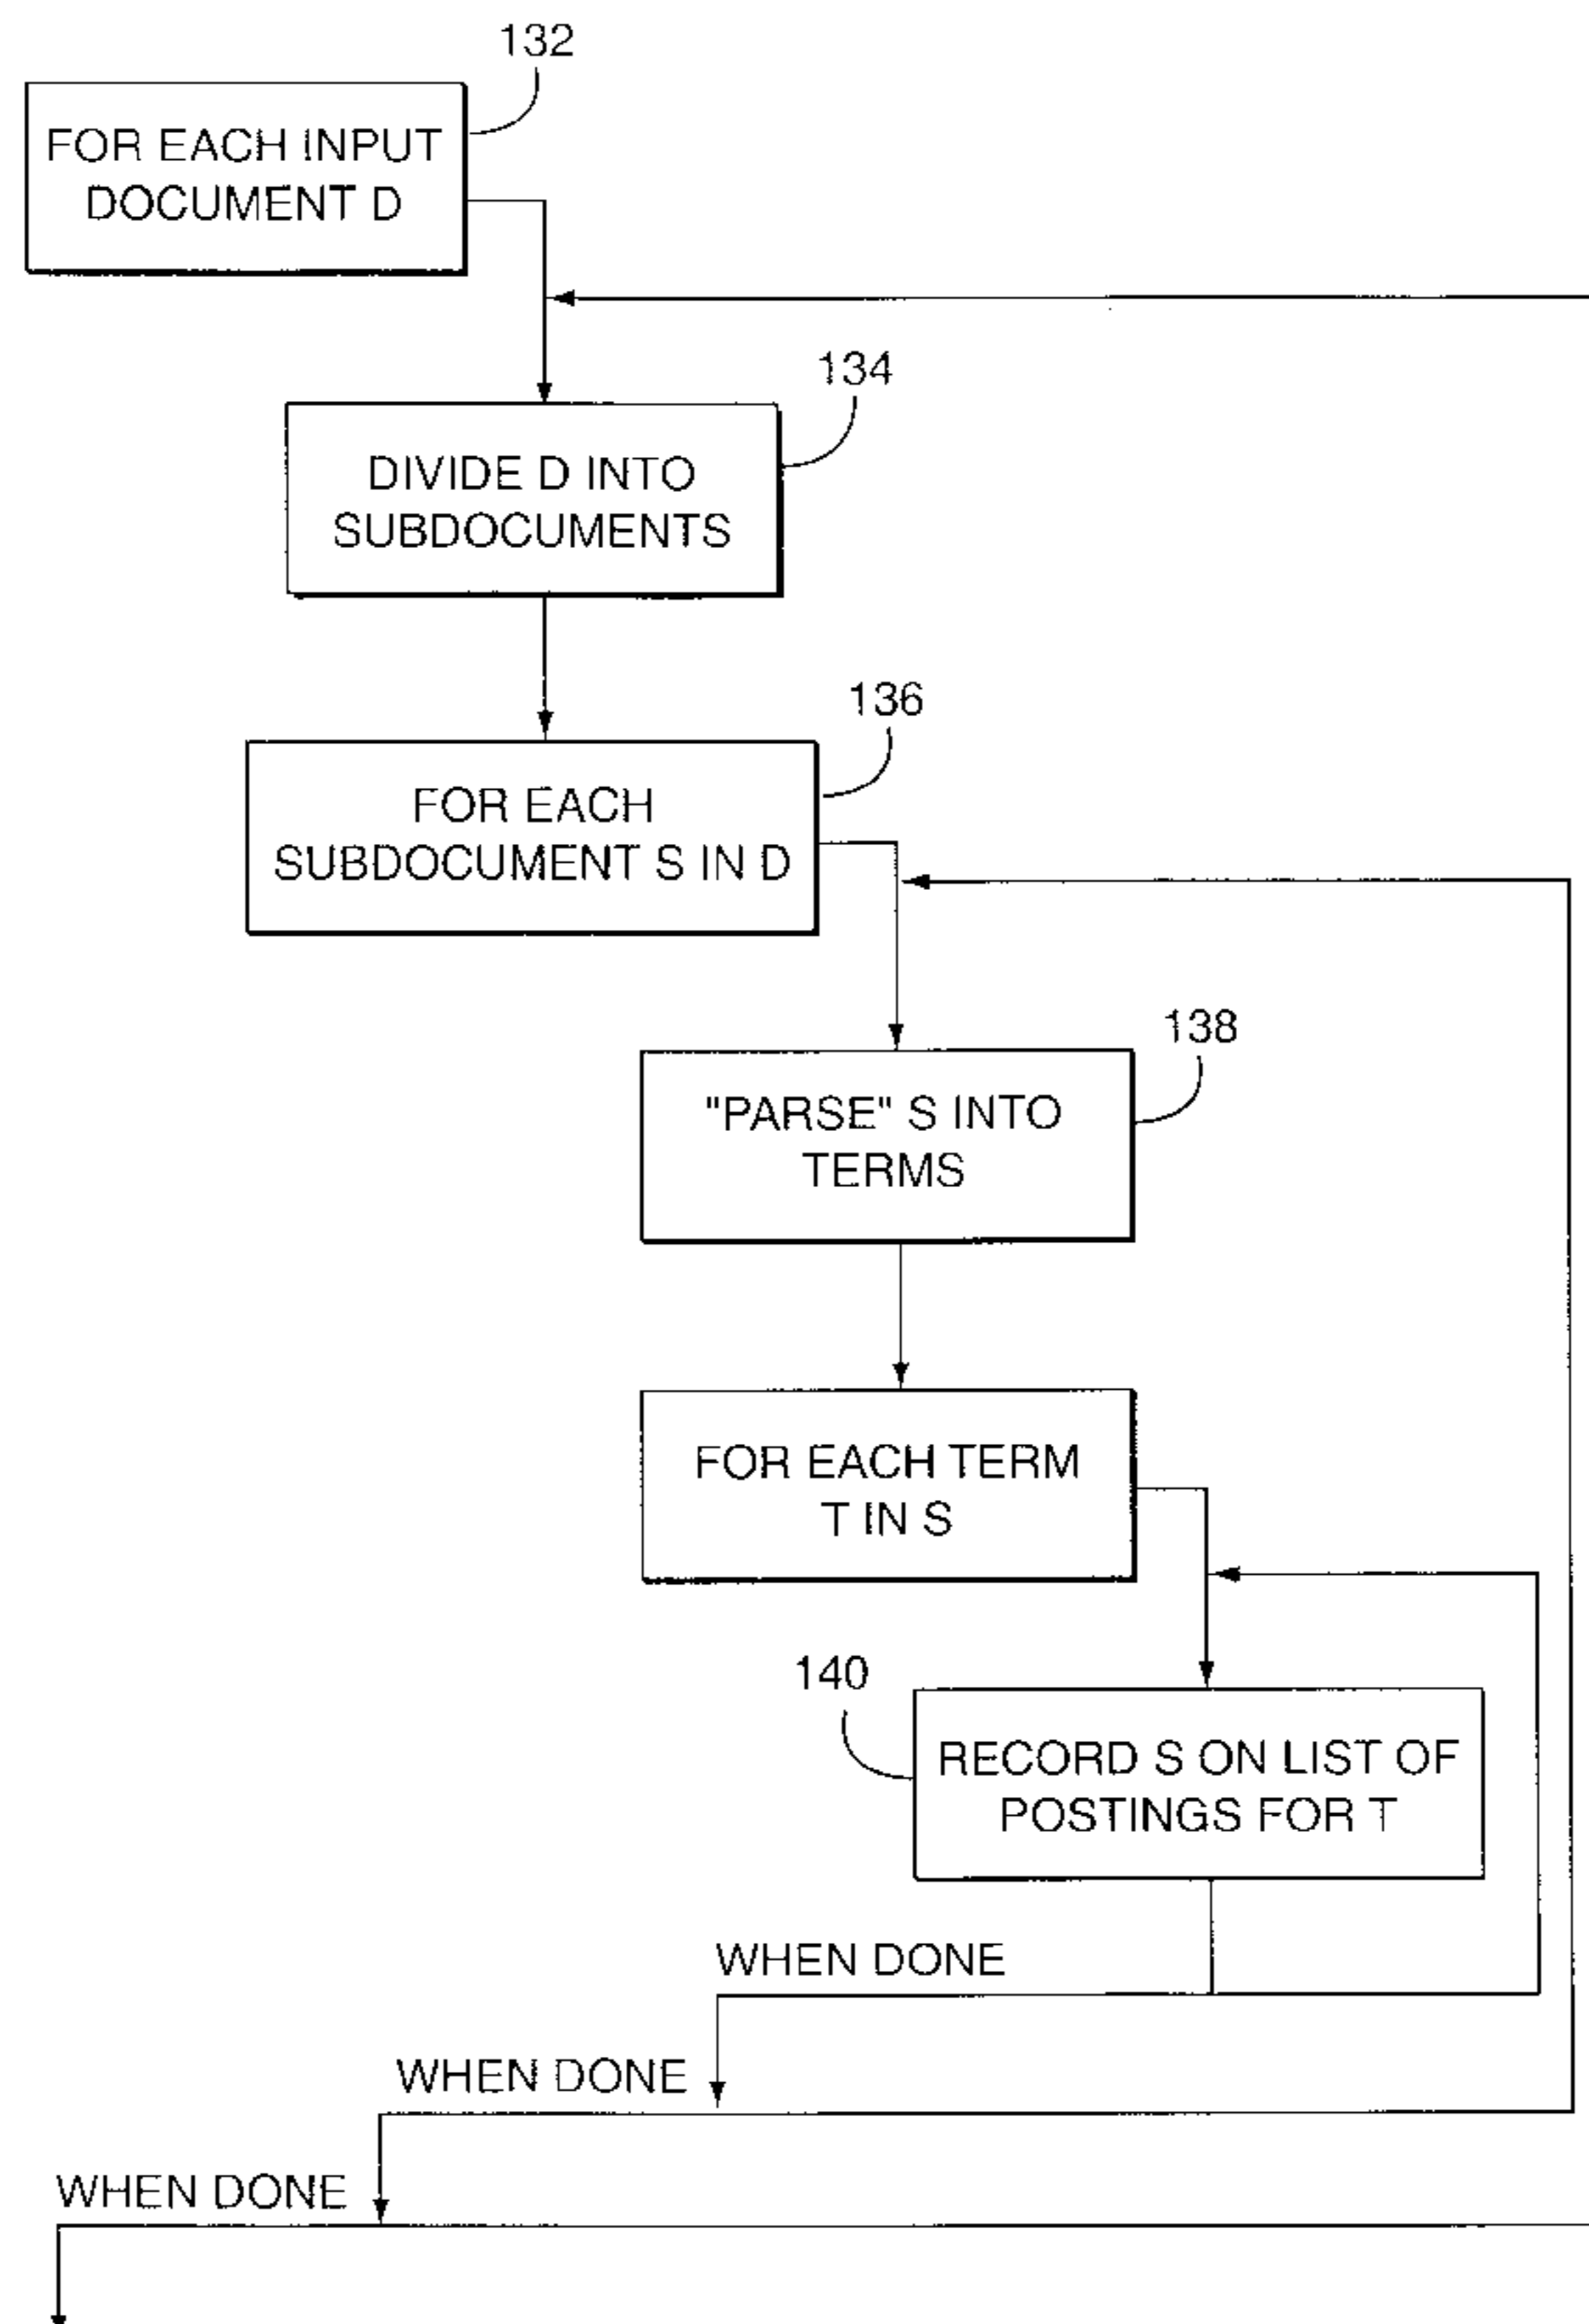 132
FOR EACH INPUT
DOCUMENT D
134
DIVIDE D INTO
SUBDOCUMENTS
136
FOR EACH
SUBDOCUMENT S IN D
138
"PARSE" S INTO
TERMS
FOR EACH TERM
T IN S
140
RECORD S ON LIST OF
POSTINGS FOR T
WHEN DONE
WHEN DONE
WHEN DONE